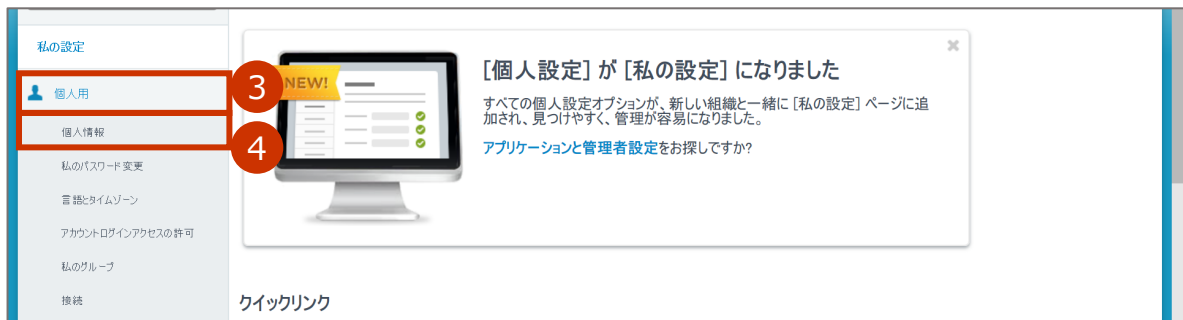 私の設定
個人用
個人情報
私のパスワード変更
言語とタイムゾーン
アカウントログインアクセスの許可
私のグループ
接続
3
4
NEW!
[個人設定] が [私の設定] になりました
すべての個人設定オプションが、新しい組織と一緒に [私の設定] ページに追
加され、見つけやすく、管理が容易になりました。
アプリケーションと管理者設定をお探しですか?
クイックリンク